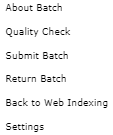 About Batch
Quality Check
Submit Batch
Return Batch
Back to Web Indexing
Settings